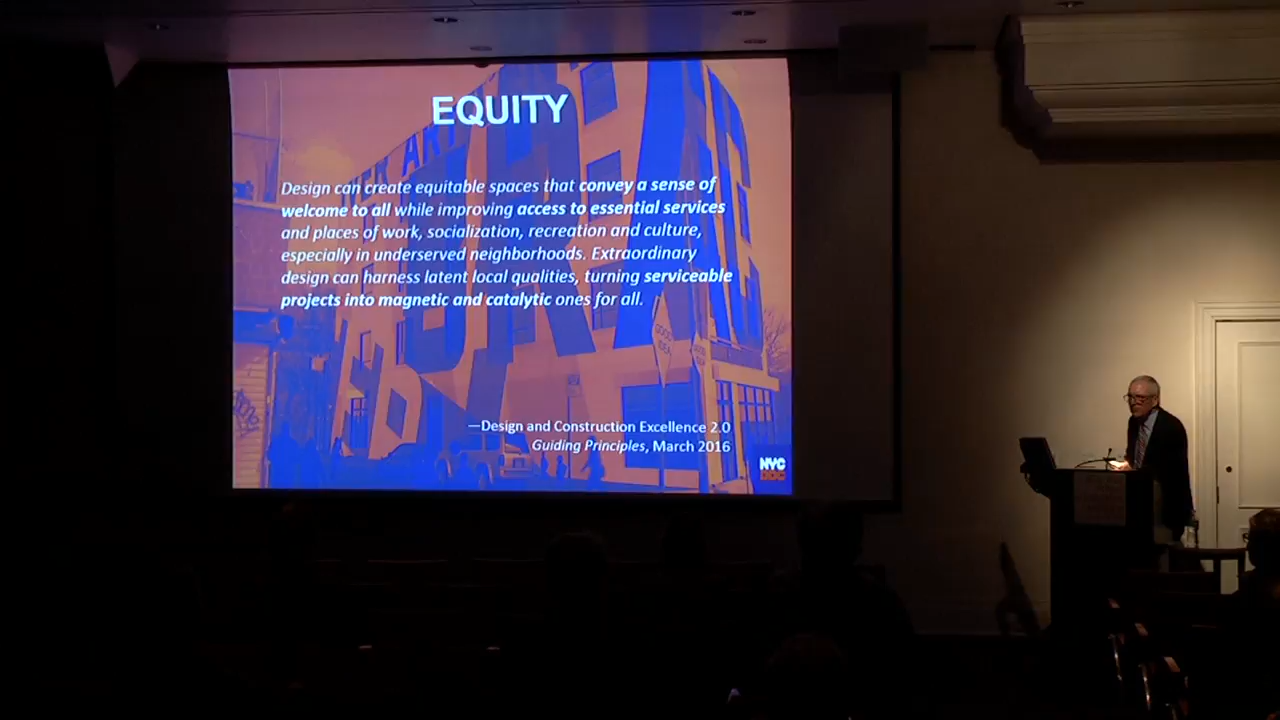 EQUITY
Design can create equitable spaces that convey a sense of
welcome to all while improving access to essential services
and places of work, socialization, recreation and culture,
especially in underserved neighborhoods. Extraordinary
design can harness latent local qualities, turning serviceable
projects into magnetic and catalytic ones for all.
GOOD
IDEA
—Design and Construction Excellence 2.0
Guiding Principles, March 2016
NYC
DDC